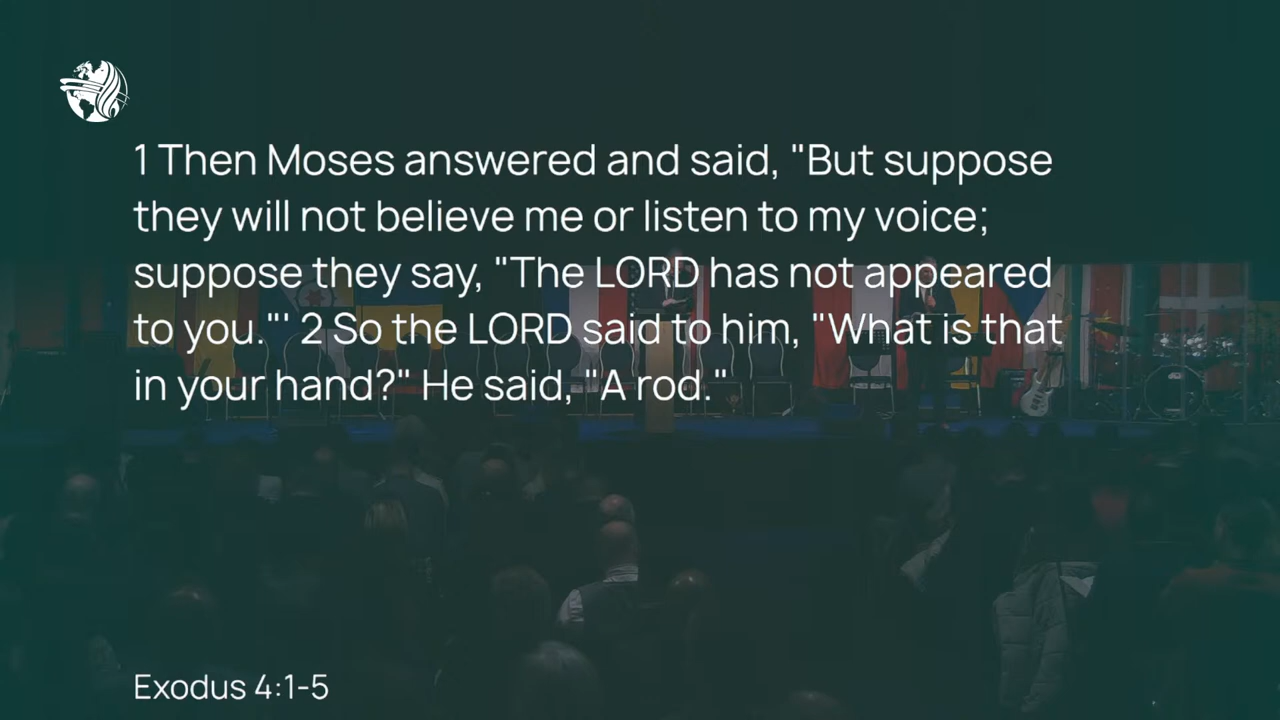 1 Then Moses answered and said, "But suppose
they will not believe me or listen to my voice;
suppose they say, "The LORD has not appeared
to you."' 2 So the LORD said to him, "What is that
in your hand?" He said, "A rod."
Exodus 4:1-5